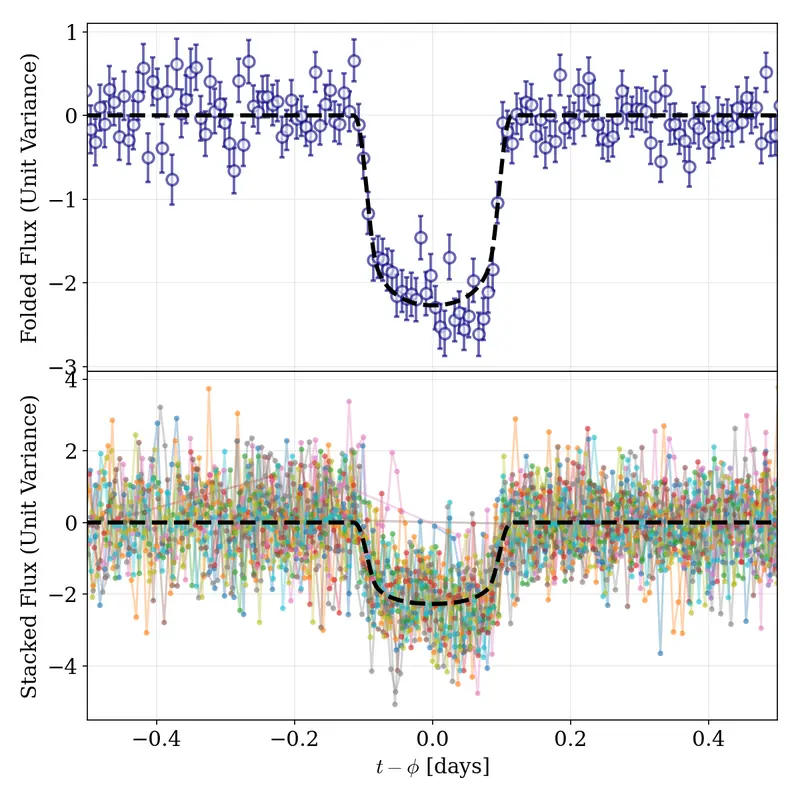 1
0
−1
−2
−3
Folded Flux (Unit Variance)
4
2
0
−2
−4
Stacked Flux (Unit Variance)
−0.4 −0.2 0.0 0.2 0.4
t − ϕ [days]